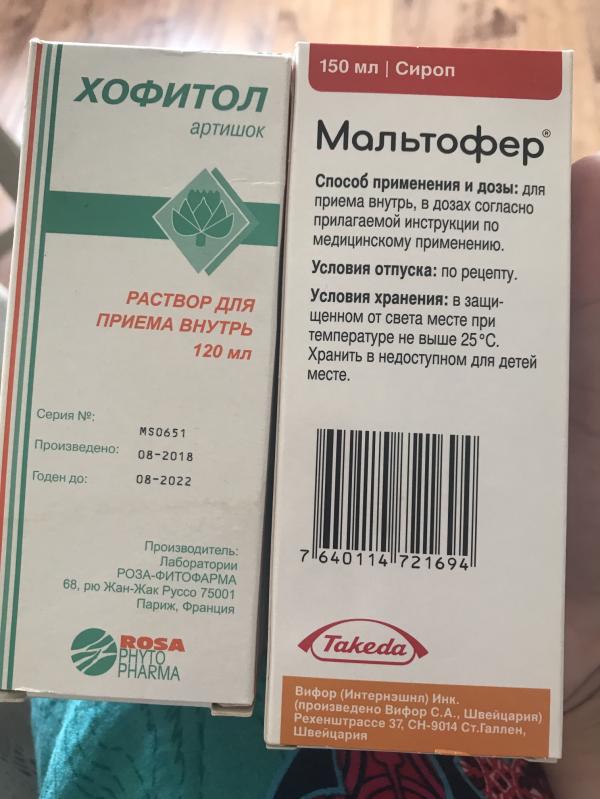 ХОФИТОЛ
артишок
РАСТВОР ДЛЯ
ПРИЕМА ВНУТРЬ
120 мл
Серия №:
MS0651
Произведено:
08-2018
Годен до:
08-2022
Производитель:
Лаборатории
РОЗА-ФИТОФАРМА
68, рю Жан-Жак Руссо 75001
Париж, Франция
ROSA
PHYTO
PHARMA
150 мл | Сироп
Мальтофер®
Способ применения и дозы: для
приема внутрь, в дозах согласно
прилагаемой инструкции по
медицинскому применению.
Условия отпуска: по рецепту.
Условия хранения: в защи-
щенном от света месте при
температуре не выше 25 °С.
Хранить в недоступном для детей
месте.
7 640114 721694
Takeda
Вифор (Интернэшнл) Инк.
(произведено Вифор С.А., Швейцария)
Рехенштрассе 37, СН-9014 Ст.Галлен,
Швейцария